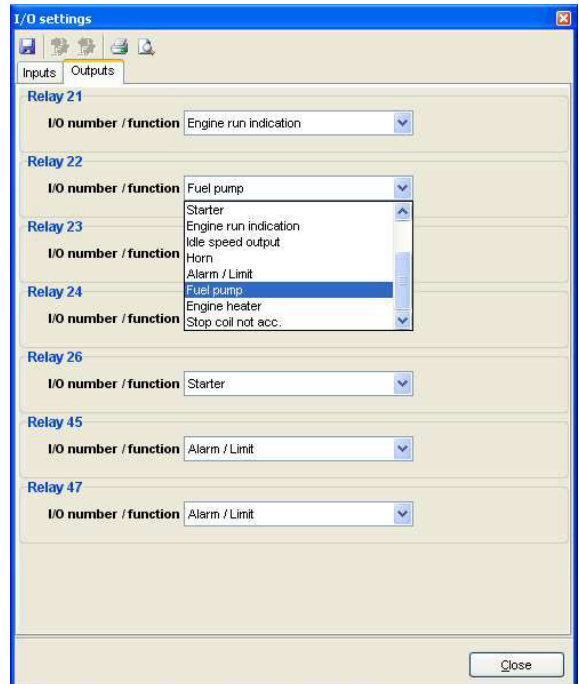 I/O settings
Inputs Outputs
Relay 21
I/O number / function Engine run indication
Relay 22
I/O number / function Fuel pump
Starter
Engine run indication
Idle speed output
Horn
Alarm / Limit
Fuel pump
Engine heater
Stop coil not acc.
Relay 23
I/O number / function
Relay 24
I/O number / function
Relay 26
I/O number / function Starter
Relay 45
I/O number / function Alarm / Limit
Relay 47
I/O number / function Alarm / Limit
Close